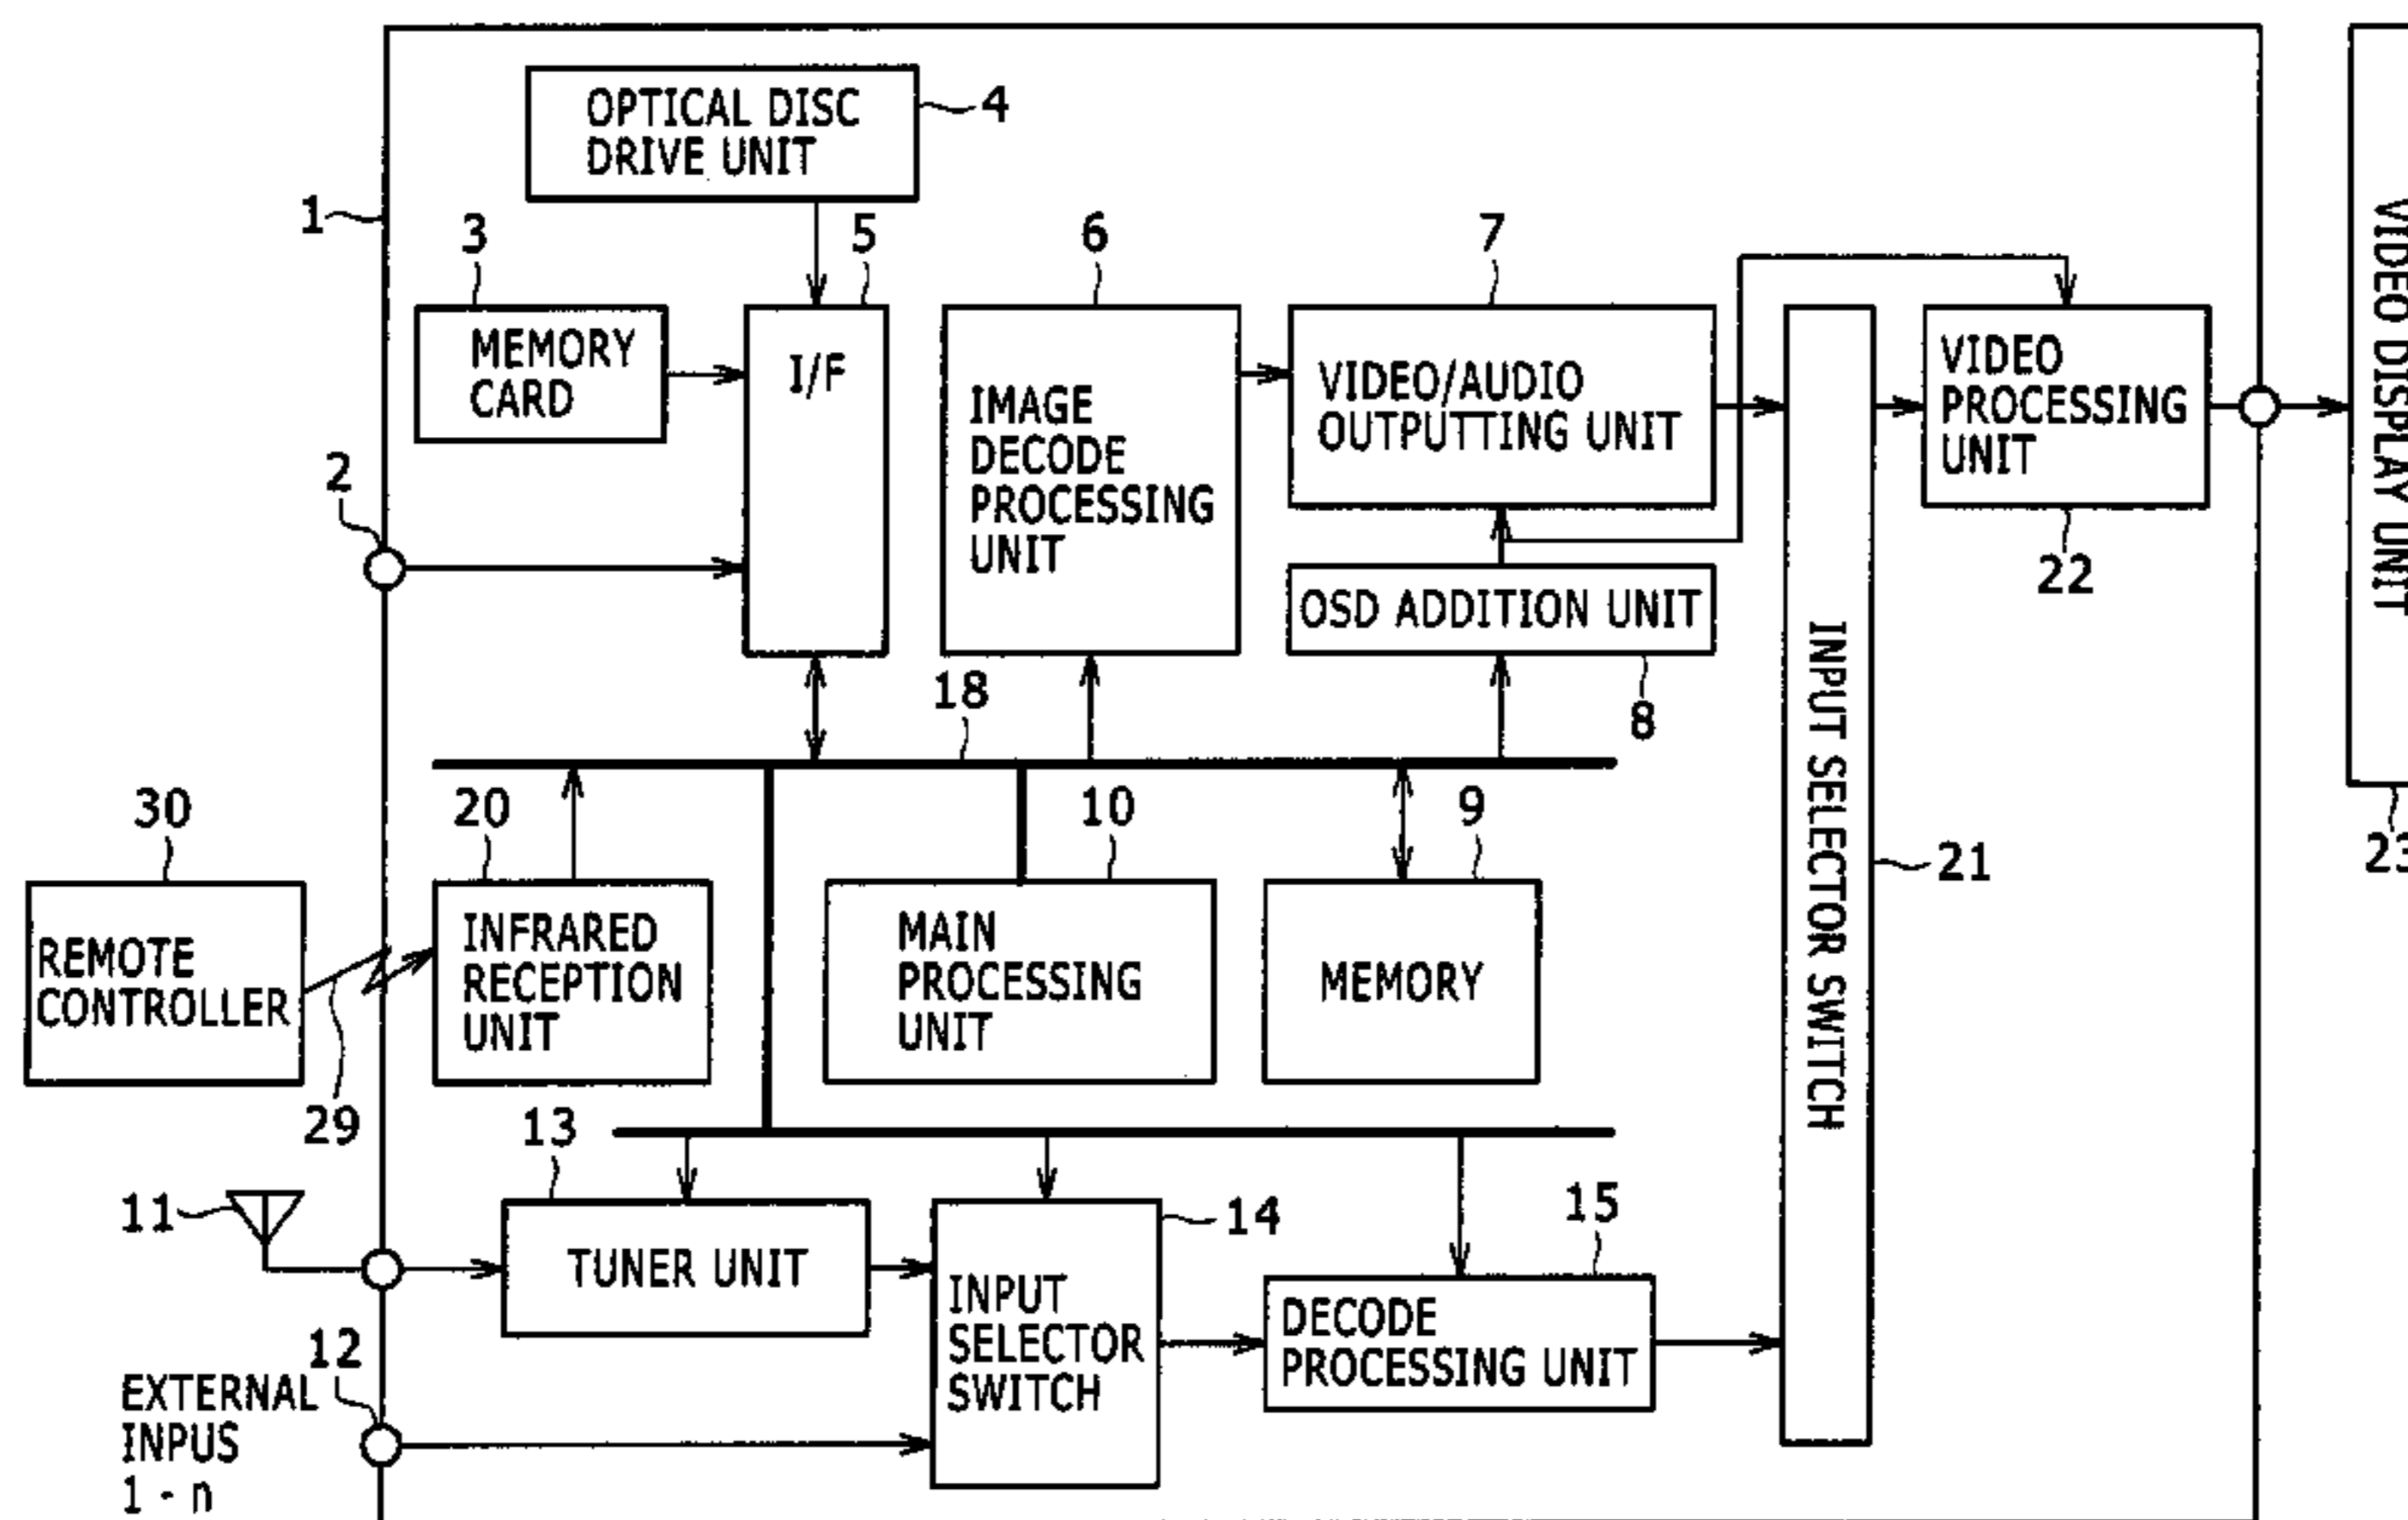 OPTICAL DISC
DRIVE UNIT
4
1
3
5
6
7
MEMORY
CARD
I/F
IMAGE
DECODE
PROCESSING
UNIT
VIDEO/AUDIO
OUTPUTTING UNIT
VIDEO
PROCESSING
UNIT
VIDEO DISPLAY UNIT
2
22
OSD ADDITION UNIT
18
8
INPUT SELECTOR SWITCH
30
20
10
9
21
23
REMOTE
CONTROLLER
INFRARED
RECEPTION
UNIT
MAIN
PROCESSING
UNIT
MEMORY
29
13
11
14
15
TUNER UNIT
INPUT
SELECTOR
SWITCH
DECODE
PROCESSING UNIT
12
EXTERNAL
INPUS
1 - n